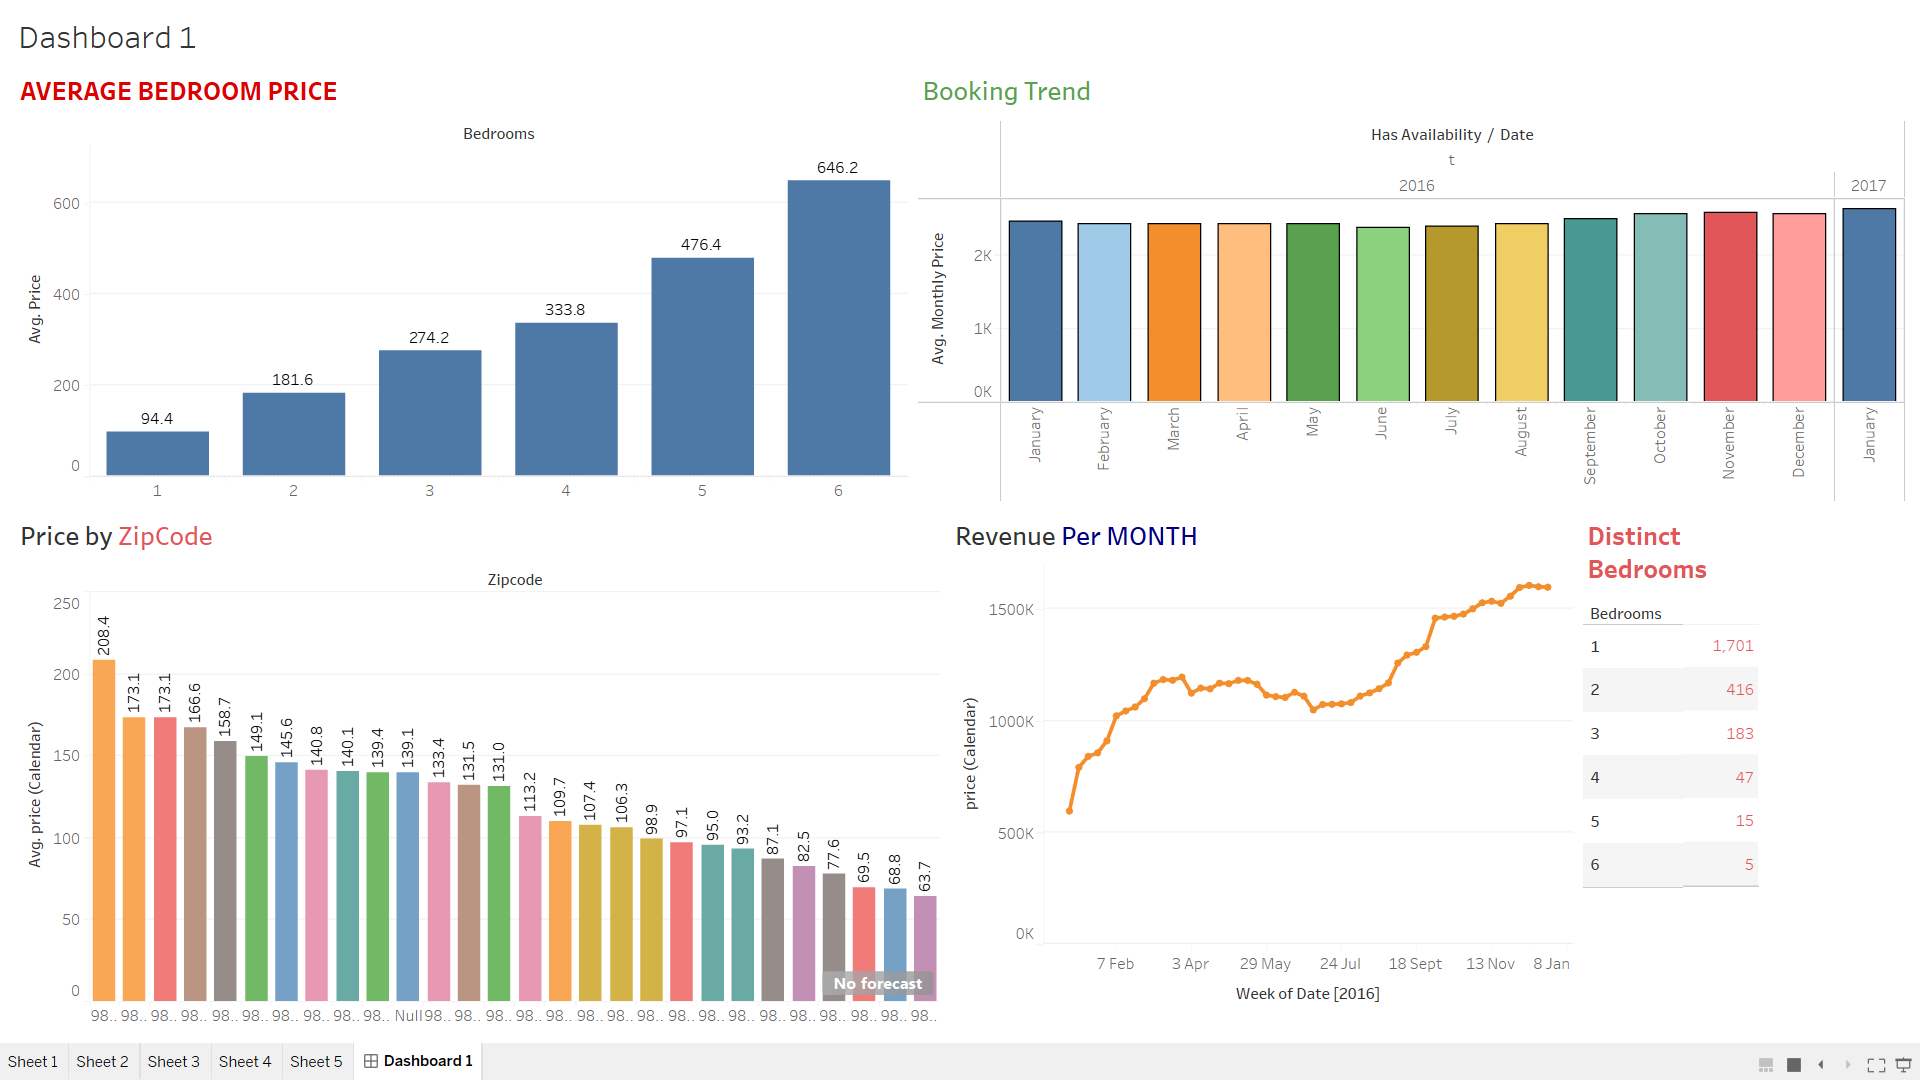 Dashboard 1
AVERAGE BEDROOM PRICE
Bedrooms
Avg. Price
600
400
200
0
94.4
181.6
274.2
333.8
476.4
646.2
1
2
3
4
5
6
Booking Trend
Has Availability / Date
t
2016
2017
Avg. Monthly Price
2K
1K
0K
January
February
March
April
May
June
July
August
September
October
November
December
January
Price by ZipCode
Zipcode
Avg. price (Calendar)
250
200
150
100
50
0
208.4
173.1
173.1
166.6
158.7
149.1
145.6
140.8
140.1
139.4
139.1
133.4
131.5
131.0
113.2
109.7
107.4
106.3
98.9
97.1
95.0
93.2
87.1
82.5
77.6
69.5
68.8
63.7
No forecast
98.. 98.. 98.. 98.. 98.. 98.. 98.. 98.. 98.. 98.. Null 98.. 98.. 98.. 98.. 98.. 98.. 98.. 98.. 98.. 98.. 98.. 98.. 98.. 98.. 98.. 98.. 98..
Revenue Per MONTH
price (Calendar)
1500K
1000K
500K
0K
7 Feb
3 Apr
29 May
24 Jul
18 Sept
13 Nov
8 Jan
Week of Date [2016]
Distinct
Bedrooms
Bedrooms
1 1,701
2 416
3 183
4 47
5 15
6 5
Sheet 1
Sheet 2
Sheet 3
Sheet 4
Sheet 5
Dashboard 1